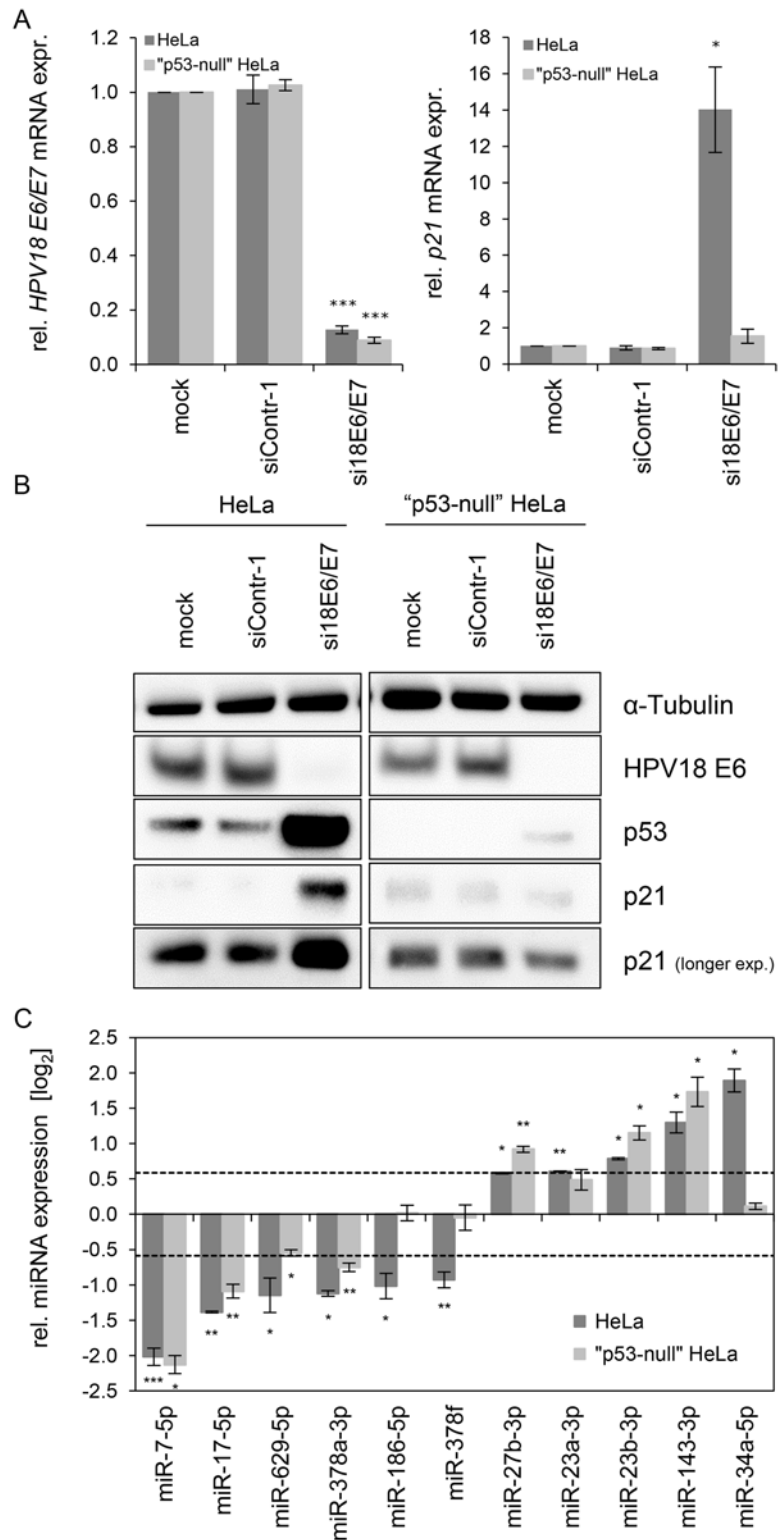 A
rel. HPV18 E6/E7 mRNA expr.
1.2
1.0
0.8
0.6
0.4
0.2
0.0
HeLa
"p53-null" HeLa
***
***
mock
siContr-1
si18E6/E7
rel. p21 mRNA expr.
18
16
14
12
10
8
6
4
2
0
HeLa
"p53-null" HeLa
*
mock
siContr-1
si18E6/E7
B
HeLa
“p53-null” HeLa
mock
siContr-1
si18E6/E7
mock
siContr-1
si18E6/E7
α-Tubulin
HPV18 E6
p53
p21
p21 (longer exp.)
C
rel. miRNA expression [log2]
2.5
2.0
1.5
1.0
0.5
0.0
-0.5
-1.0
-1.5
-2.0
-2.5
***
*
**
**
*
*
*
**
*
**
*
**
**
*
*
*
*
*
HeLa
"p53-null" HeLa
miR-7-5p
miR-17-5p
miR-629-5p
miR-378a-3p
miR-186-5p
miR-378f
miR-27b-3p
miR-23a-3p
miR-23b-3p
miR-143-3p
miR-34a-5p